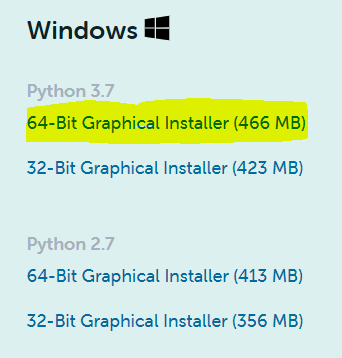 Windows
Python 3.7
64-Bit Graphical Installer (466 MB)
32-Bit Graphical Installer (423 MB)
Python 2.7
64-Bit Graphical Installer (413 MB)
32-Bit Graphical Installer (356 MB)